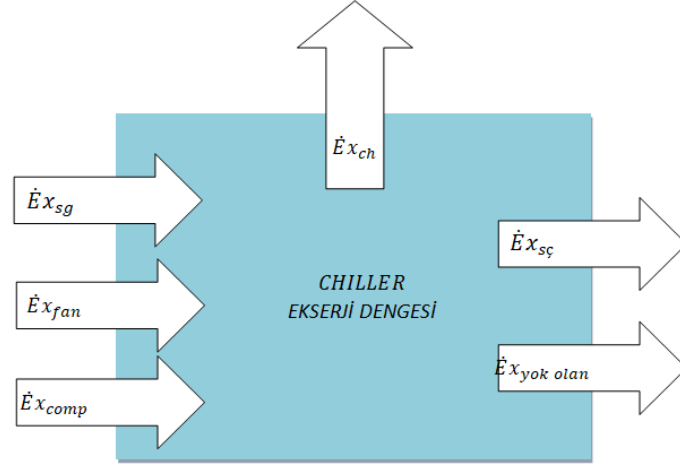 Ėx_ch
Ėx_sg
Ėx_sç
CHILLER
EKSERJİ DENGESİ
Ėx_fan
Ėx_yok olan
Ėx_comp